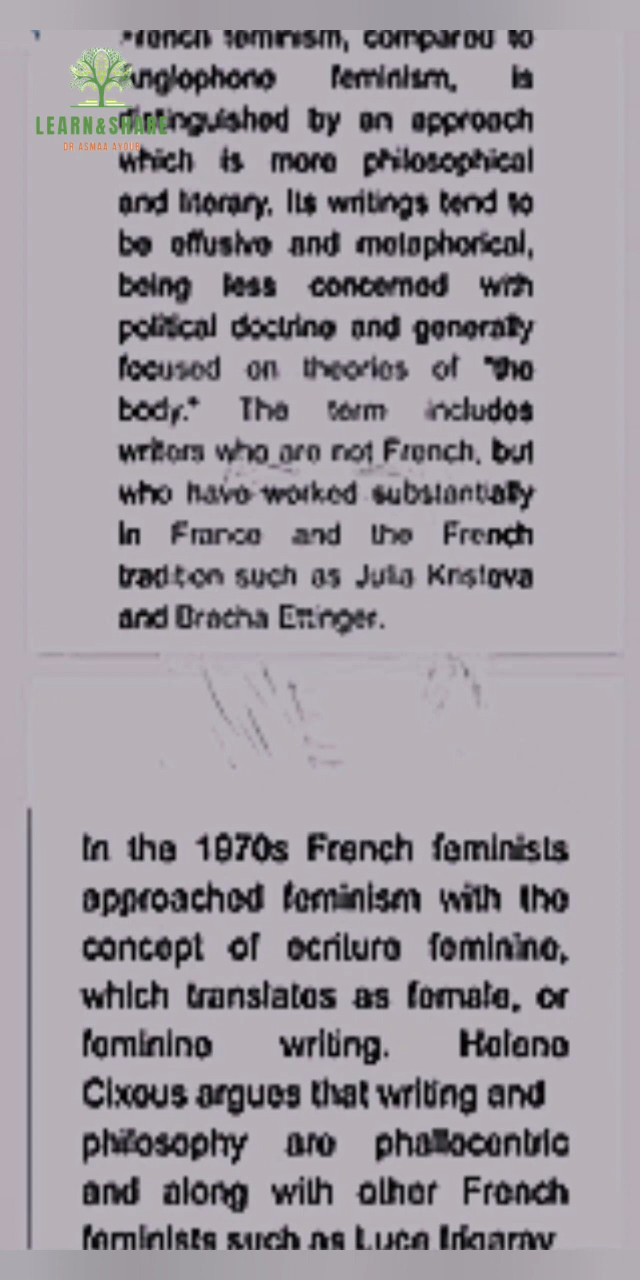 French feminism, compared to
Anglophone feminism, is
LEARN&SHARE
DR ASMAA AYOUB
distinguished by an approach
which is more philosophical
and literary. Its writings tend to
be effusive and metaphorical,
being less concerned with
political doctrine and generally
focused on theories of "the
body." The term includes
writers who are not French, but
who have worked substantially
in France and the French
tradition such as Julia Kristeva
and Bracha Ettinger.
In the 1970s French feminists
approached feminism with the
concept of ecriture feminine,
which translates as female, or
feminine writing. Helene
Cixous argues that writing and
philosophy are phallocentric
and along with other French
feminists such as Luce Irigaray